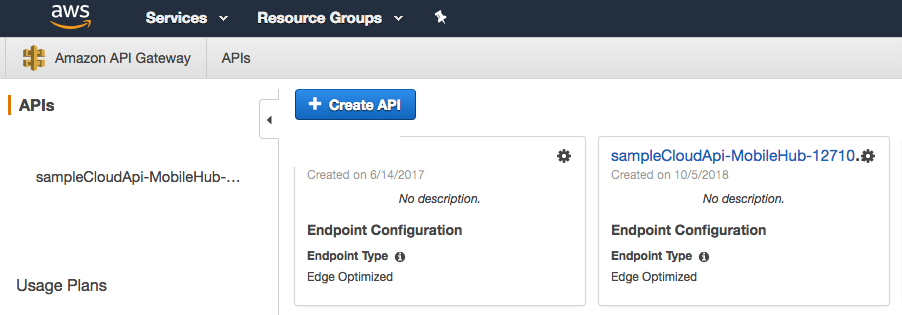 aws Services Resource Groups
Amazon API Gateway APIs
APIs
sampleCloudApi-MobileHub-...
Usage Plans
+ Create API
Created on 6/14/2017
No description.
Endpoint Configuration
Endpoint Type
Edge Optimized
sampleCloudApi-MobileHub-12710...
Created on 10/5/2018
No description.
Endpoint Configuration
Endpoint Type
Edge Optimized